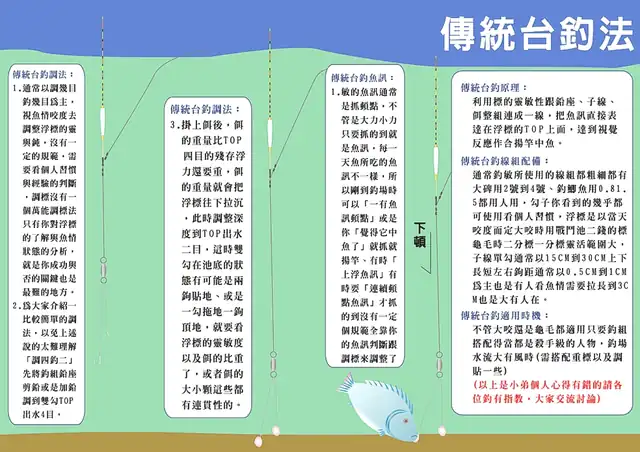 傳統台釣法
傳統台釣調法：
1.通常以調幾目
釣幾目爲主，
視魚情咬度去
調整浮標的靈
與鈍，沒有一
定的規範，需
要看個人習慣
與經驗的判斷
，調標沒有一
個萬能調標法
只有你對浮標
的了解與魚情
狀態的分析，
就是你成功與
否的關鍵也是
最難的地方。
2.爲大家介紹一
比較簡單的調
法，以免上述
說的太難理解
「調四釣二」
先將釣組鉛座
剪鉛或是加鉛
調到雙勾TOP
出水4目。
傳統台釣調法：
3.掛上餌後，餌
的重量比TOP
四目的殘存浮
力還要重，餌
的重量就會把
浮標往下拉沉
，此時調整深
度到TOP出水
二目，這時雙
勾在池底的狀
態有可能是兩
鉤貼地、或是
一勾拖地一鉤
頂地，就要看
浮標的靈敏度
以及餌的比重
了，或者餌的
大小顆這些都
有連貫性的。
傳統台釣魚訊：
1.敏的魚訊通常
是抓頓點，不
管是大力小力
只要抓的到就
是魚訊，每一
天魚所吃的魚
訊不一樣，所
以剛到釣場時
可以「一有魚
訊頓點」或是
你「覺得它中
魚了」就抓就
揚竿、有時「
上浮魚訊」有
時要「連續頓
點魚訊」才抓
的到沒有一定
個規範全靠你
的魚訊判斷跟
調標來調整了
下頓
傳統台釣原理：
利用標的靈敏性跟鉛座、子線、
餌整組連成一線，把魚訊直接表
達在浮標的TOP上面，達到視覺
反應作合揚竿中魚。
傳統台釣線組配備：
通常釣敏所使用的線組都粗細都有
大碑用2號到4號、釣鯽魚用0.81.
5都用人用，勾子你看到的幾乎都
可使用看個人習慣，浮標是以當天
咬度而定大咬時用戰鬥池二錢的標
龜毛時二分標一分標靈活範圍大，
子線單勾通常以15CM到30CM上下
長短左右鉤距通常以0.5CM到1CM
爲主也是有人看魚情需要拉長到3C
M也是大有人在。
傳統台釣適用時機：
不管大咬還是龜毛都適用只要釣組
搭配得當都是殺手級的人物，釣場
水流大有風時(需搭配重標以及調
貼一些)
(以上是小弟個人心得有錯的請各
位釣有指教，大家交流討論)